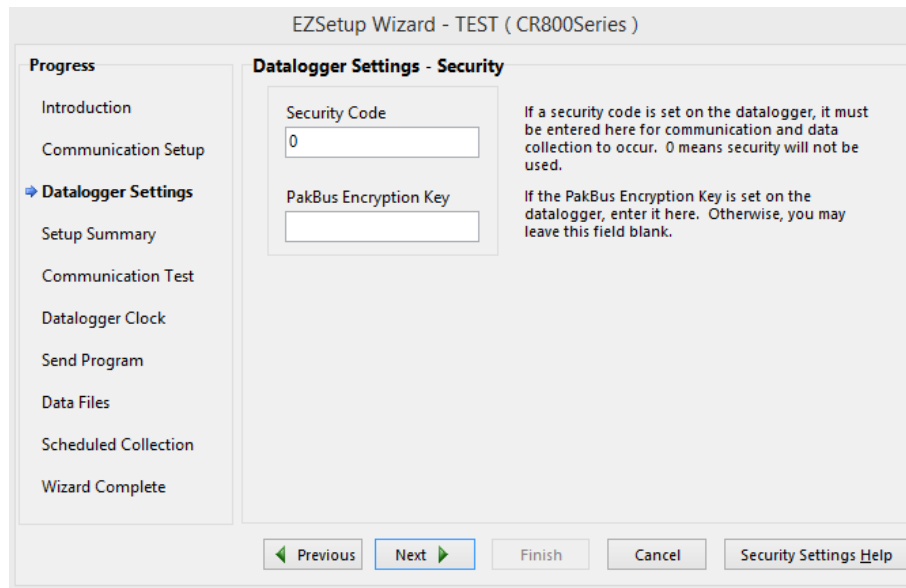 EZSetup Wizard - TEST ( CR800Series )
Progress
Introduction
Communication Setup
Datalogger Settings
Setup Summary
Communication Test
Datalogger Clock
Send Program
Data Files
Scheduled Collection
Wizard Complete
Datalogger Settings - Security
Security Code
0
PakBus Encryption Key
If a security code is set on the datalogger, it must
be entered here for communication and data
collection to occur. 0 means security will not be
used.
If the PakBus Encryption Key is set on the
datalogger, enter it here. Otherwise, you may
leave this field blank.
Previous
Next
Finish
Cancel
Security Settings Help